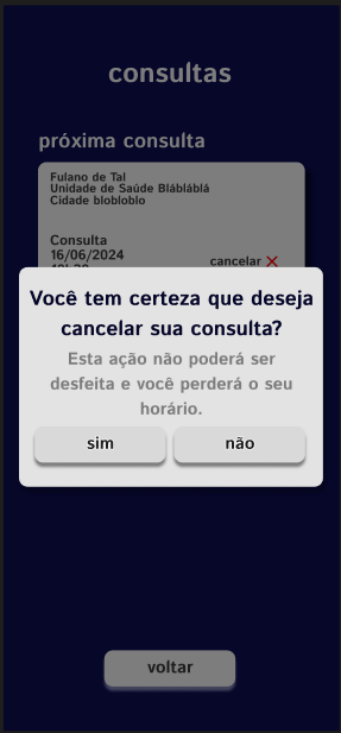 consultas
próxima consulta
Fulano de Tal
Unidade de Saúde Bláblábla
Cidade blobloblo
Consulta
16/06/2024
cancelar
Você tem certeza que deseja
cancelar sua consulta?
Esta ação não poderá ser
desfeita e você perderá o seu
horário.
sim
não
voltar